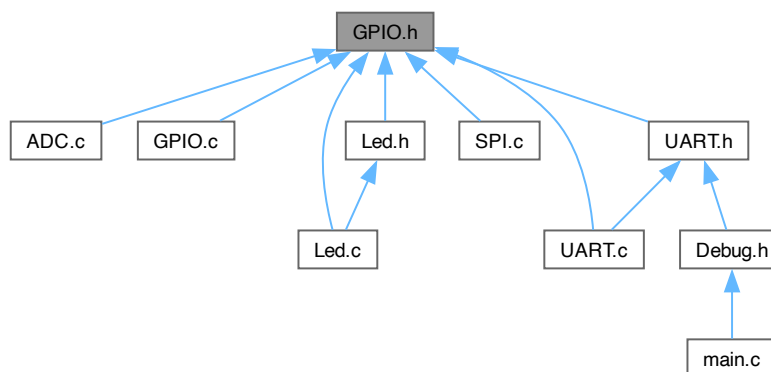 GPIO.h
ADC.c
GPIO.c
Led.h
SPI.c
UART.h
Led.c
UART.c
Debug.h
main.c